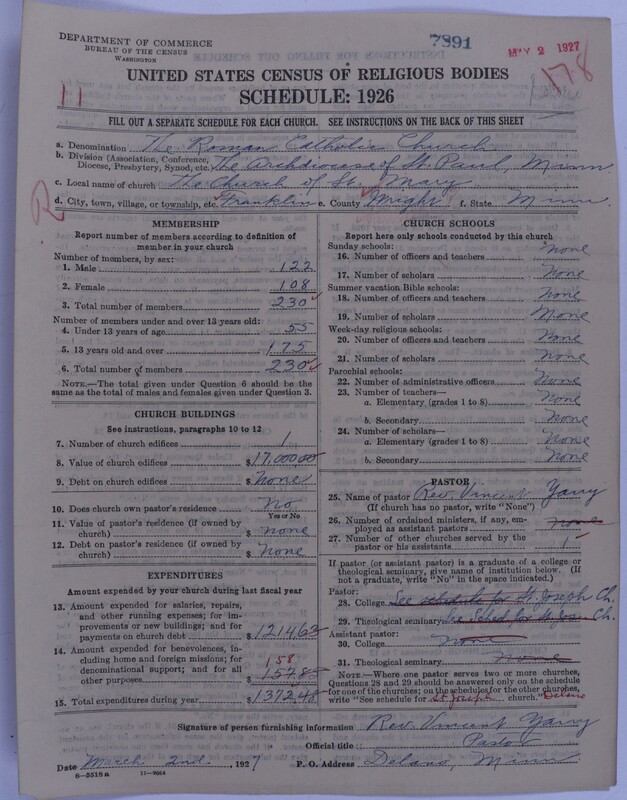 DEPARTMENT OF COMMERCE
BUREAU OF THE CENSUS
WASHINGTON
7891
MAY 2 1927
178
11
UNITED STATES CENSUS OF RELIGIOUS BODIES
SCHEDULE: 1926
FILL OUT A SEPARATE SCHEDULE FOR EACH CHURCH. SEE INSTRUCTIONS ON THE BACK OF THIS SHEET
a. Denomination The Roman Catholic Church
b. Division (Association, Conference,
Diocese, Presbytery, Synod, etc. The Archdiocese of St. Paul, Minn.
c. Local name of church The Church of St. Mary
d. City, town, village, or township, etc. Franklin e. County Wright f. State Minn.
R
MEMBERSHIP
Report number of members according to definition of
member in your church
Number of members, by sex:
1. Male 122
2. Female 108
3. Total number of members 230
Number of members under and over 13 years old:
4. Under 13 years of age 55
5. 13 years old and over 175
6. Total number of members 230
NOTE.—The total given under Question 6 should be
same as the total of males and females given under Question 3.
CHURCH BUILDINGS
See instructions, paragraphs 10 to 12
7. Number of church edifices 1
8. Value of church edifices $17,000.00
9. Debt on church edifices $ none
10. Does church own pastor's residence No
Yes or No
11. Value of pastor's residence (if owned by
church) $ none
12. Debt on pastor's residence (if owned by
church) $ none
EXPENDITURES
Amount expended by your church during last fiscal year
13. Amount expended for salaries, repairs,
and other running expenses; for im-
provements or new buildings; and for
payments on church debt $ 1214.63
14. Amount expended for benevolences, in-
cluding home and foreign missions; for
denominational support; and for all
other purposes $ 157.85
158
15. Total expenditures during year $ 1372.48
CHURCH SCHOOLS
Report here only schools conducted by this church
Sunday schools:
16. Number of officers and teachers none
17. Number of scholars none
Summer vacation Bible schools:
18. Number of officers and teachers none
19. Number of scholars none
Week-day religious schools:
20. Number of officers and teachers none
21. Number of scholars none
Parochial schools:
22. Number of administrative officers none
23. Number of teachers—
a. Elementary (grades 1 to 8) none
b. Secondary none
24. Number of scholars—
a. Elementary (grades 1 to 8) none
b. Secondary none
PASTOR
25. Name of pastor Rev. Vincent
(If church has no pastor, write "None")
26. Number of ordained ministers, if any, em-
ployed as assistant pastors none
27. Number of other churches served by the
pastor or his assistants 1
If pastor (or assistant pastor) is a graduate of a college or
theological seminary, give name of institution below. (If
not a graduate, write "No" in the space indicated.)
Pastor:
28. College See schedule for St. Joseph Ch.
29. Theological seminary See Sched for St. Jos Ch.
Assistant pastor:
30. College None
31. Theological seminary none
NOTE.—Where one pastor serves two or more churches,
Questions 28 and 29 should be answered only on the schedule
for one of the churches; on the schedules for the other churches,
write "See schedule for St Joseph church." Delano
Signature of person furnishing information Rev. Vincent
Official title Pastor
Date March 2nd. 1927 P. O. Address Delano, Minn
8-5518a 11-9664